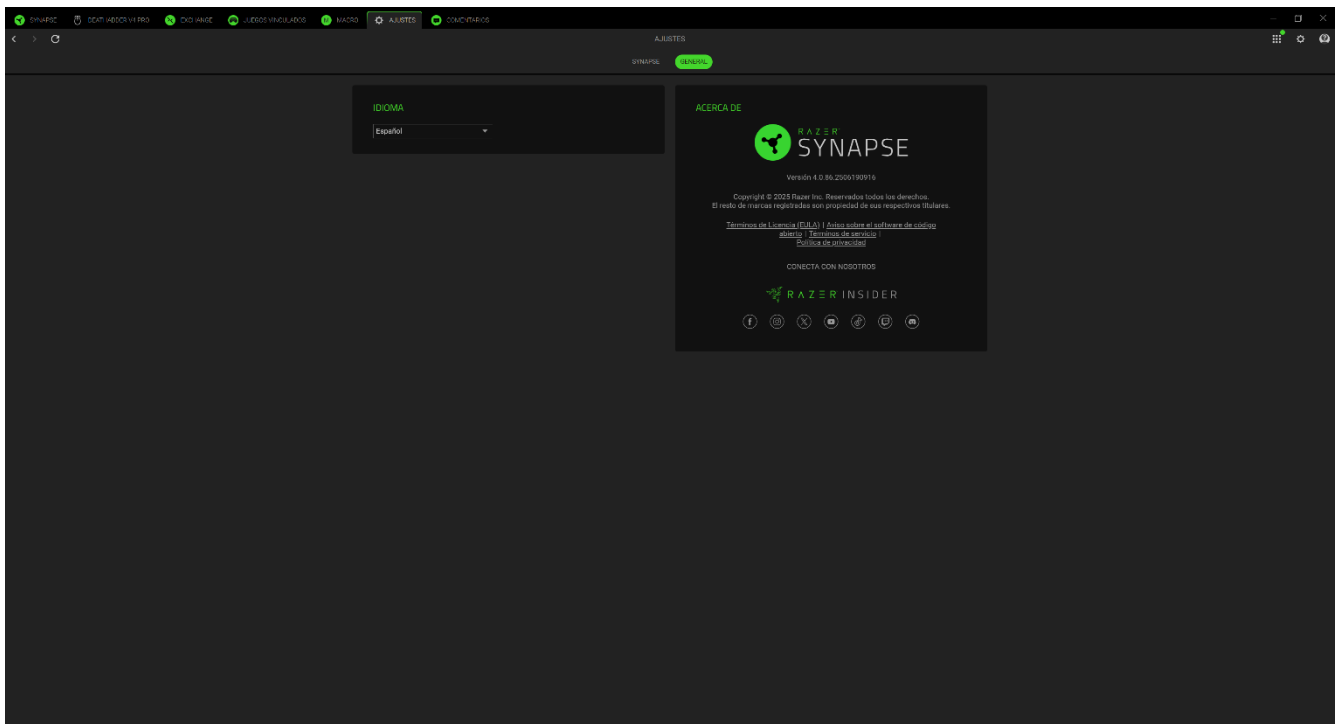 SYNAPSE DEATHADDER V4 PRO EXCHANGE JUEGOS VINCULADOS MACRO AJUSTES COMENTARIOS
AJUSTES
SYNAPSE GENERAL
IDIOMA
Español
ACERCA DE
RAZER
SYNAPSE
Versión 4.0.86.2506190916
Copyright © 2025 Razer Inc. Reservados todos los derechos.
El resto de marcas registradas son propiedad de sus respectivos titulares.
Términos de Licencia (EULA) | Aviso sobre el software de código
abierto | Términos de servicio |
Política de privacidad
CONECTA CON NOSOTROS
RAZER INSIDER